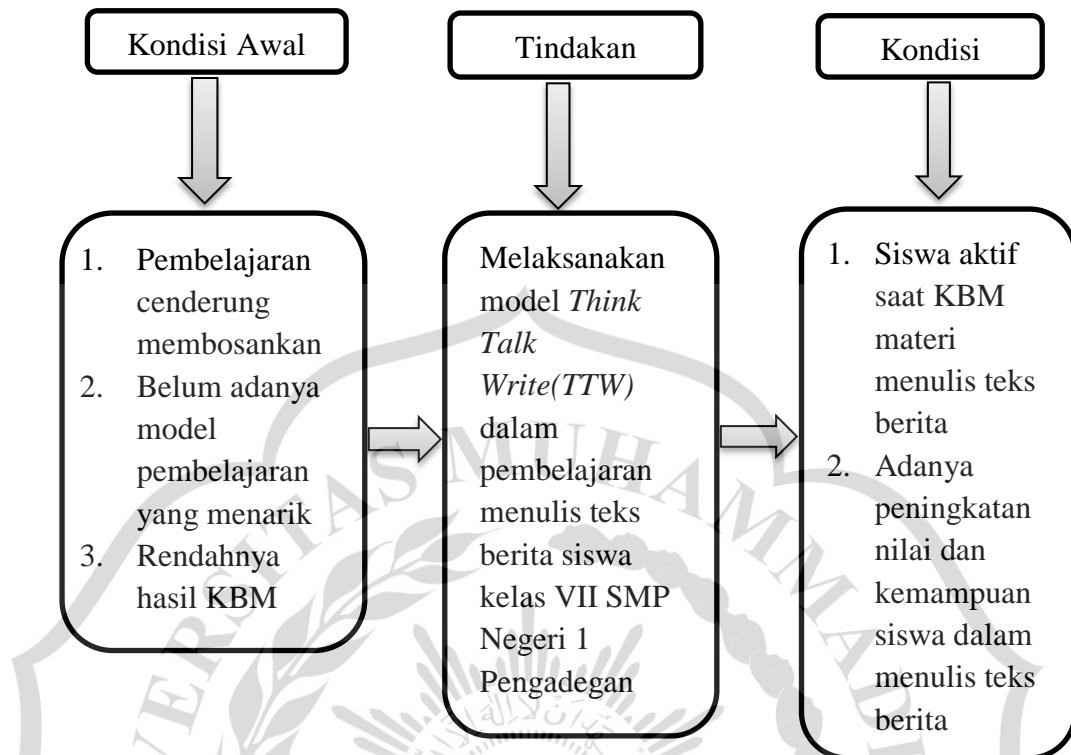 Kondisi Awal
Tindakan
Kondisi
1. Pembelajaran
cenderung
membosankan
2. Belum adanya
model
pembelajaran
yang menarik
3. Rendahnya
hasil KBM
Melaksanakan
model Think
Talk
Write(TTW)
dalam
pembelajaran
menulis teks
berita siswa
kelas VII SMP
Negeri 1
Pengadegan
1. Siswa aktif
saat KBM
materi
menulis teks
berita
2. Adanya
peningkatan
nilai dan
kemampuan
siswa dalam
menulis teks
berita